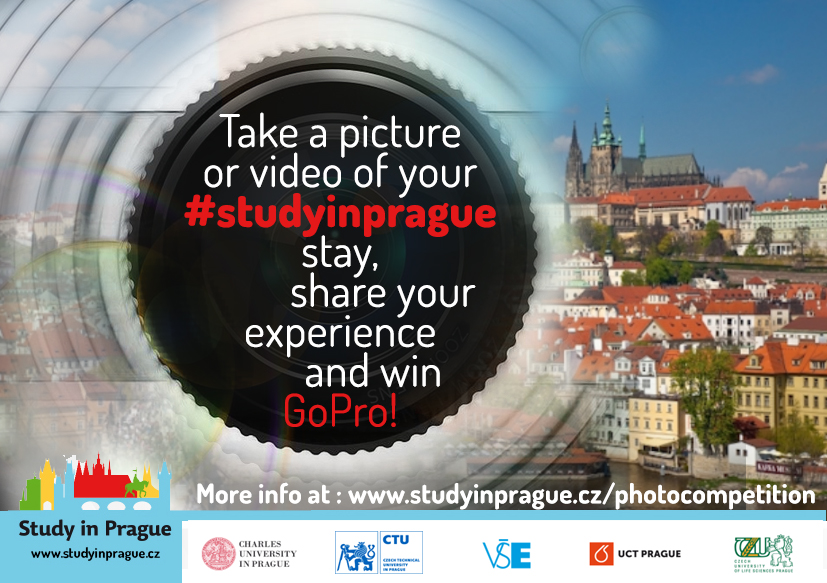 Take a picture
or video of your
#studyinprague
stay,
share your
experience
and win
GoPro!
More info at : www.studyinprague.cz/photocompetition
Study in Prague
www.studyinprague.cz
CHARLES
UNIVERSITY
IN PRAGUE
CTU
CZECH TECHNICAL
UNIVERSITY
IN PRAGUE
VŠE
UCT PRAGUE
CZU
CZECH
UNIVERSITY
OF LIFE SCIENCES PRAGUE